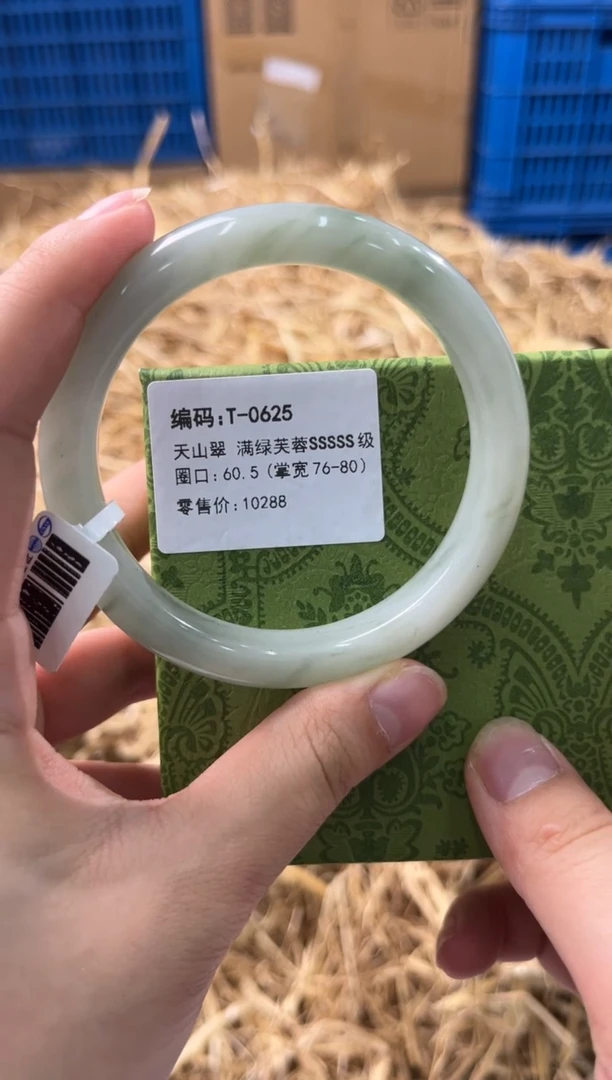 编码:T-0625
天山翠 满绿芙蓉SSSSS级
圈口:60.5(掌宽76-80)
零售价:10288